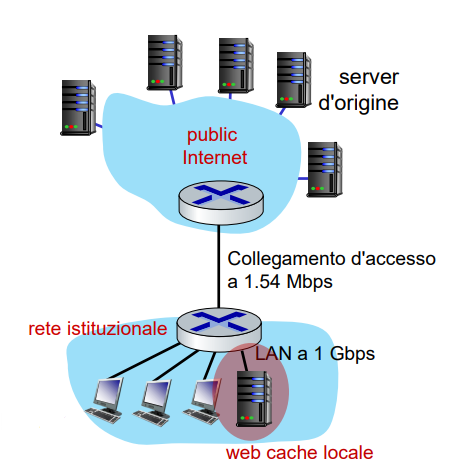 server
d'origine
public
Internet
Collegamento d'accesso
a 1.54 Mbps
rete istituzionale
LAN a 1 Gbps
web cache locale